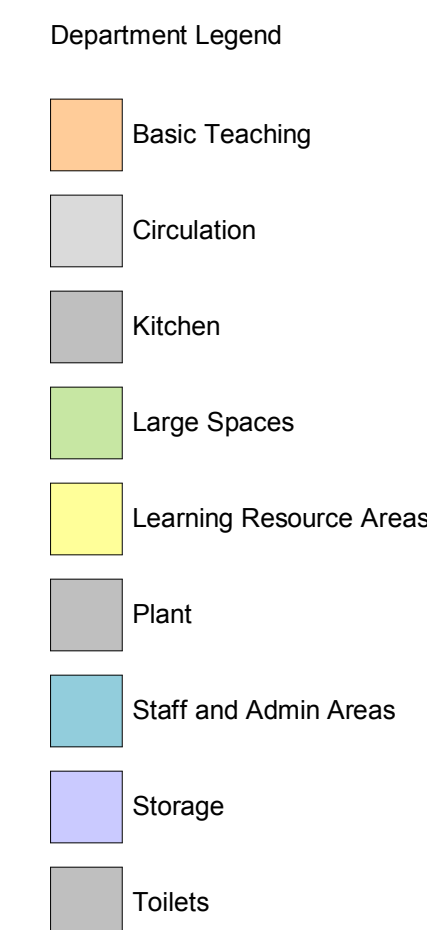 Department Legend
Basic Teaching
Circulation
Kitchen
Large Spaces
Learning Resource Areas
Plant
Staff and Admin Areas
Storage
Toilets